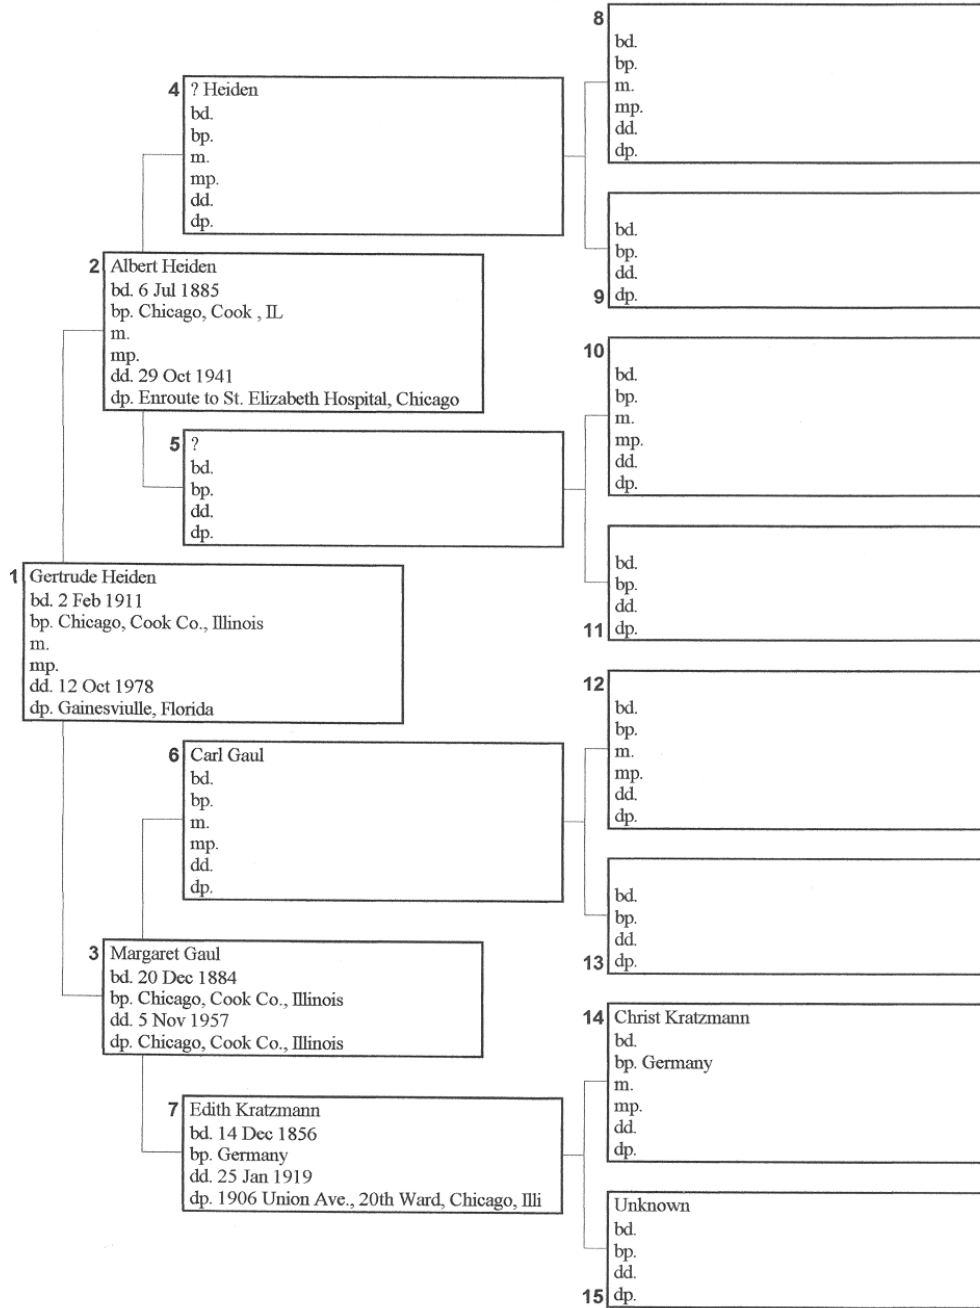 8
bd.
bp.
m.
mp.
dd.
dp.
4 ? Heiden
bd.
bp.
m.
mp.
dd.
dp.
bd.
bp.
dd.
9 dp.
2 Albert Heiden
bd. 6 Jul 1885
bp. Chicago, Cook , IL
m.
mp.
dd. 29 Oct 1941
dp. Enroute to St. Elizabeth Hospital, Chicago
10
bd.
bp.
m.
mp.
dd.
dp.
5 ?
bd.
bp.
dd.
dp.
bd.
bp.
dd.
11 dp.
1 Gertrude Heiden
bd. 2 Feb 1911
bp. Chicago, Cook Co., Illinois
m.
mp.
dd. 12 Oct 1978
dp. Gainesviulle, Florida
12
bd.
bp.
m.
mp.
dd.
dp.
6 Carl Gaul
bd.
bp.
m.
mp.
dd.
dp.
bd.
bp.
dd.
13 dp.
3 Margaret Gaul
bd. 20 Dec 1884
bp. Chicago, Cook Co., Illinois
dd. 5 Nov 1957
dp. Chicago, Cook Co., Illinois
14 Christ Kratzmann
bd.
bp. Germany
m.
mp.
dd.
dp.
7 Edith Kratzmann
bd. 14 Dec 1856
bp. Germany
dd. 25 Jan 1919
dp. 1906 Union Ave., 20th Ward, Chicago, Illi
Unknown
bd.
bp.
dd.
15 dp.